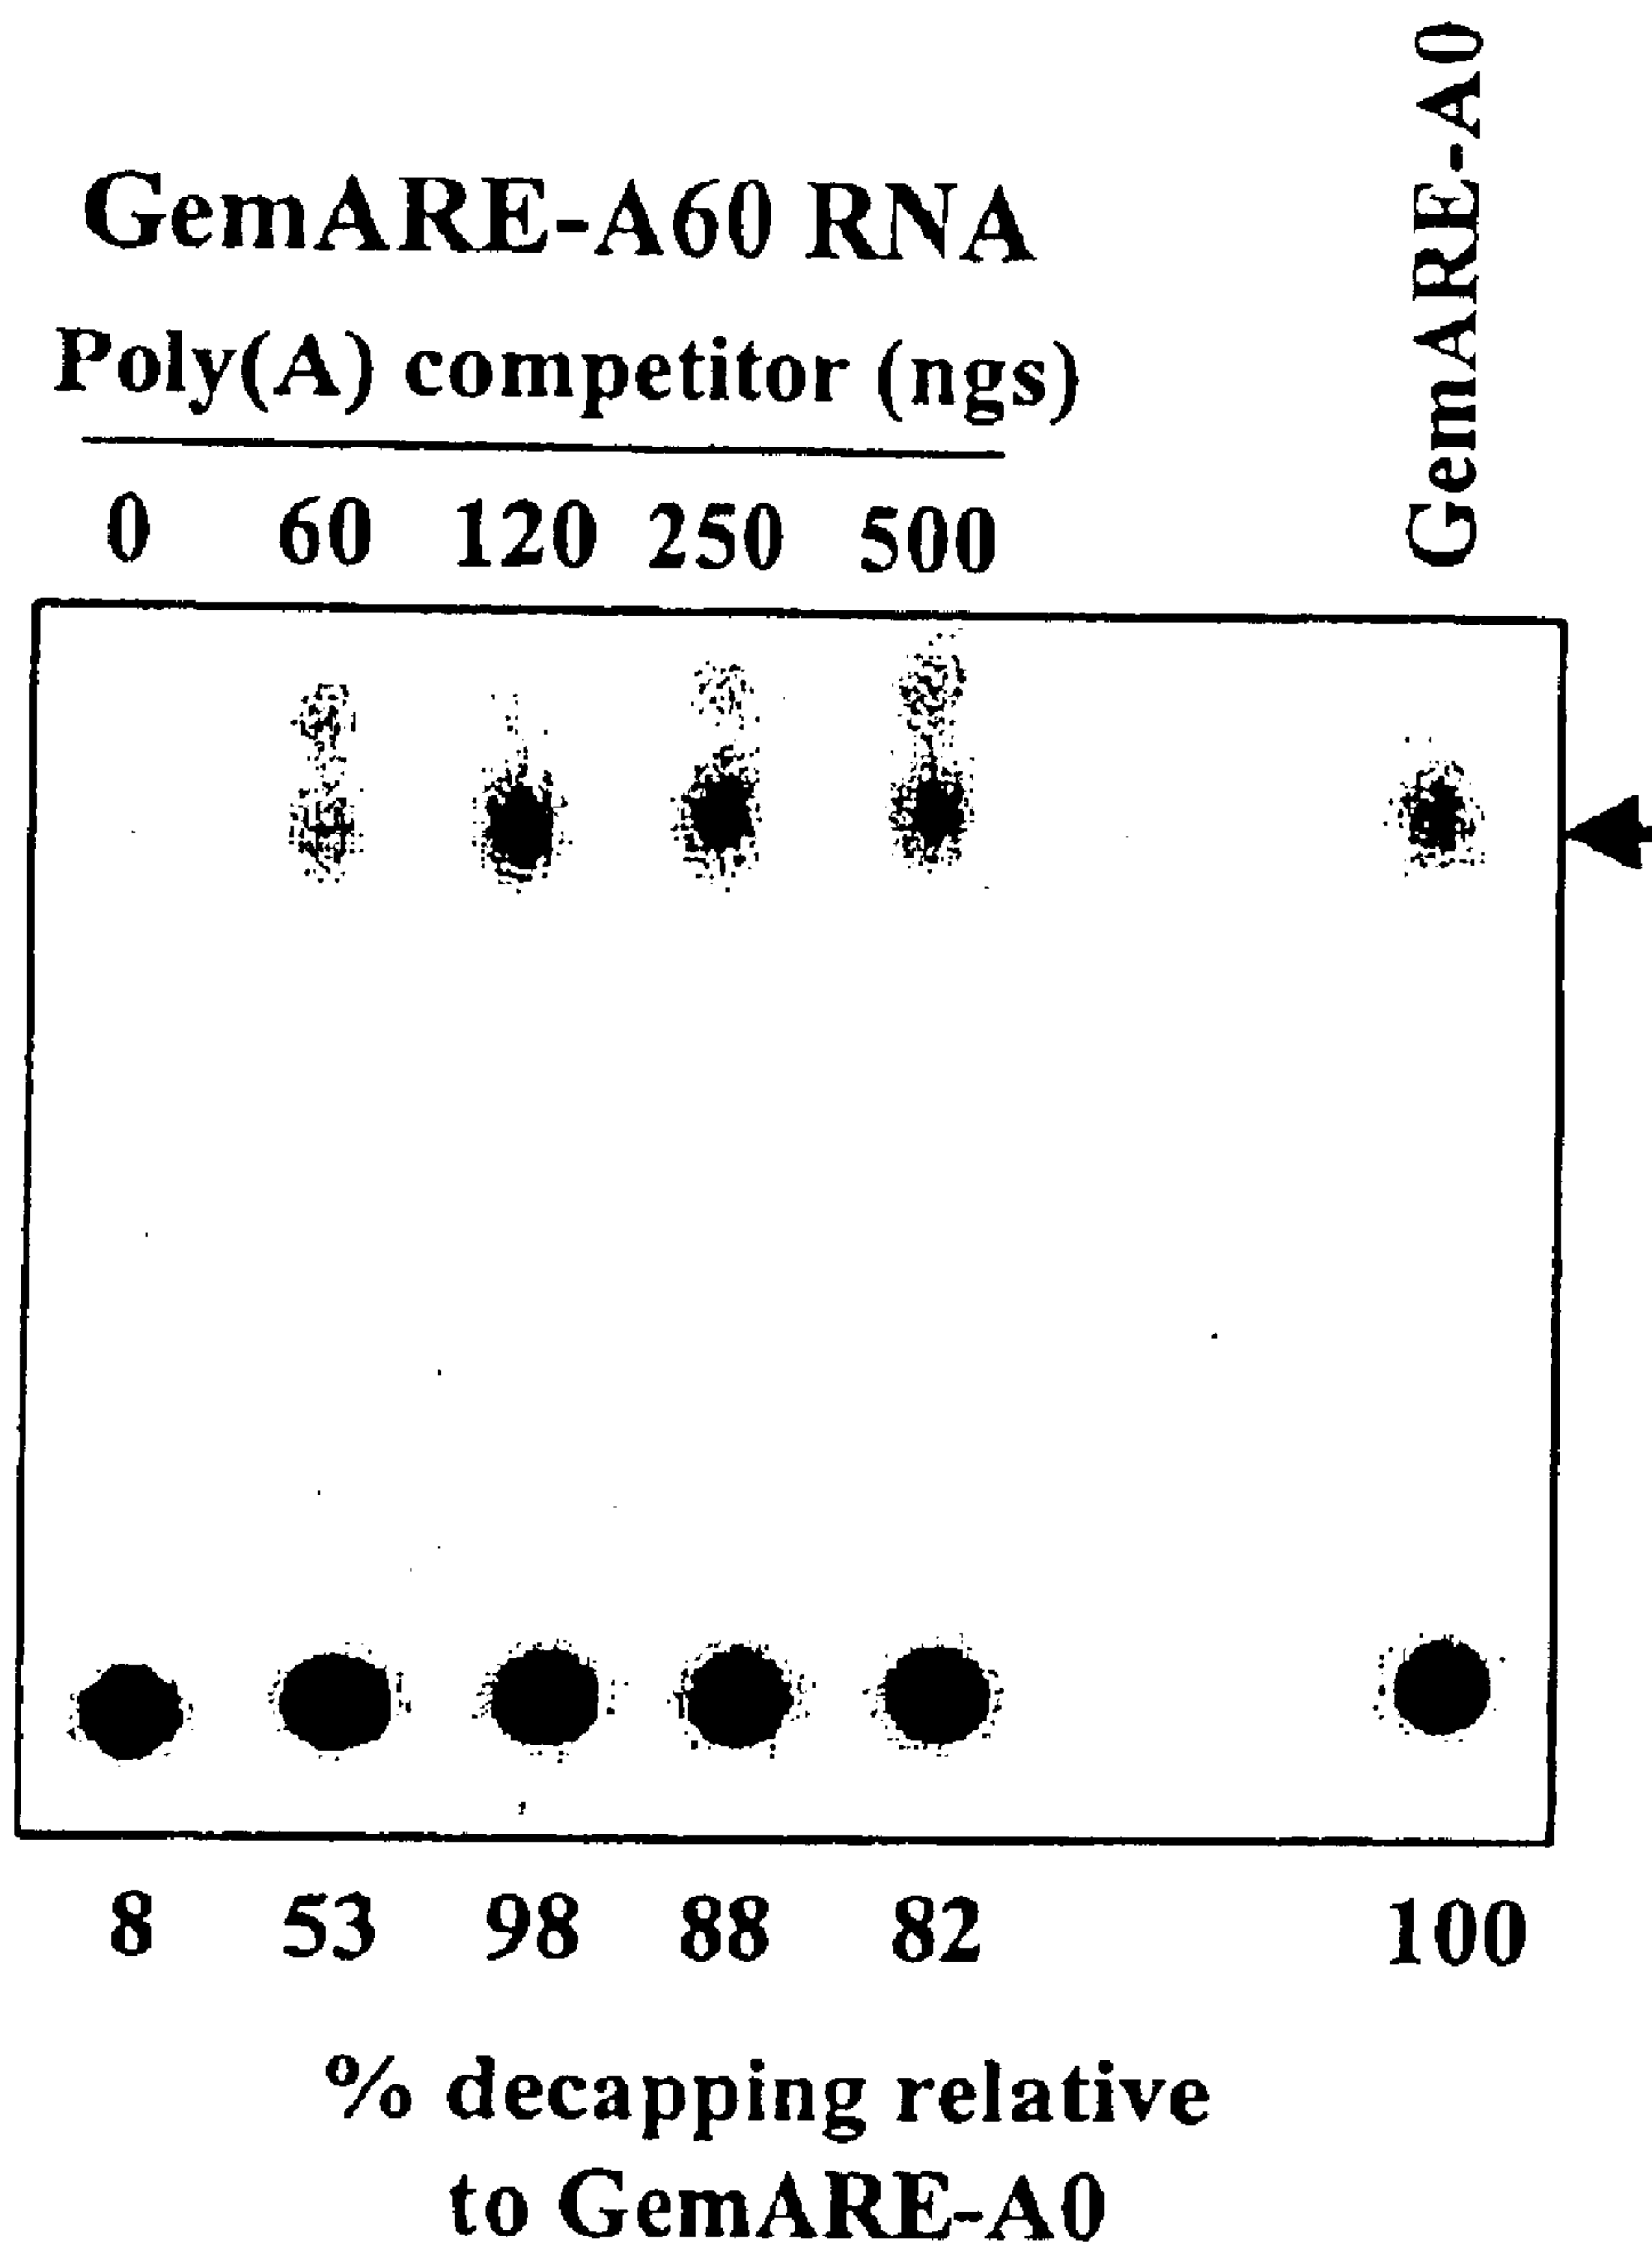 GemARE-A60 RNA
Poly(A) competitor (ngs)
0 60 120 250 500
GemARE-A0
8 53 98 88 82 100
% decapping relative
to GemARE-A0